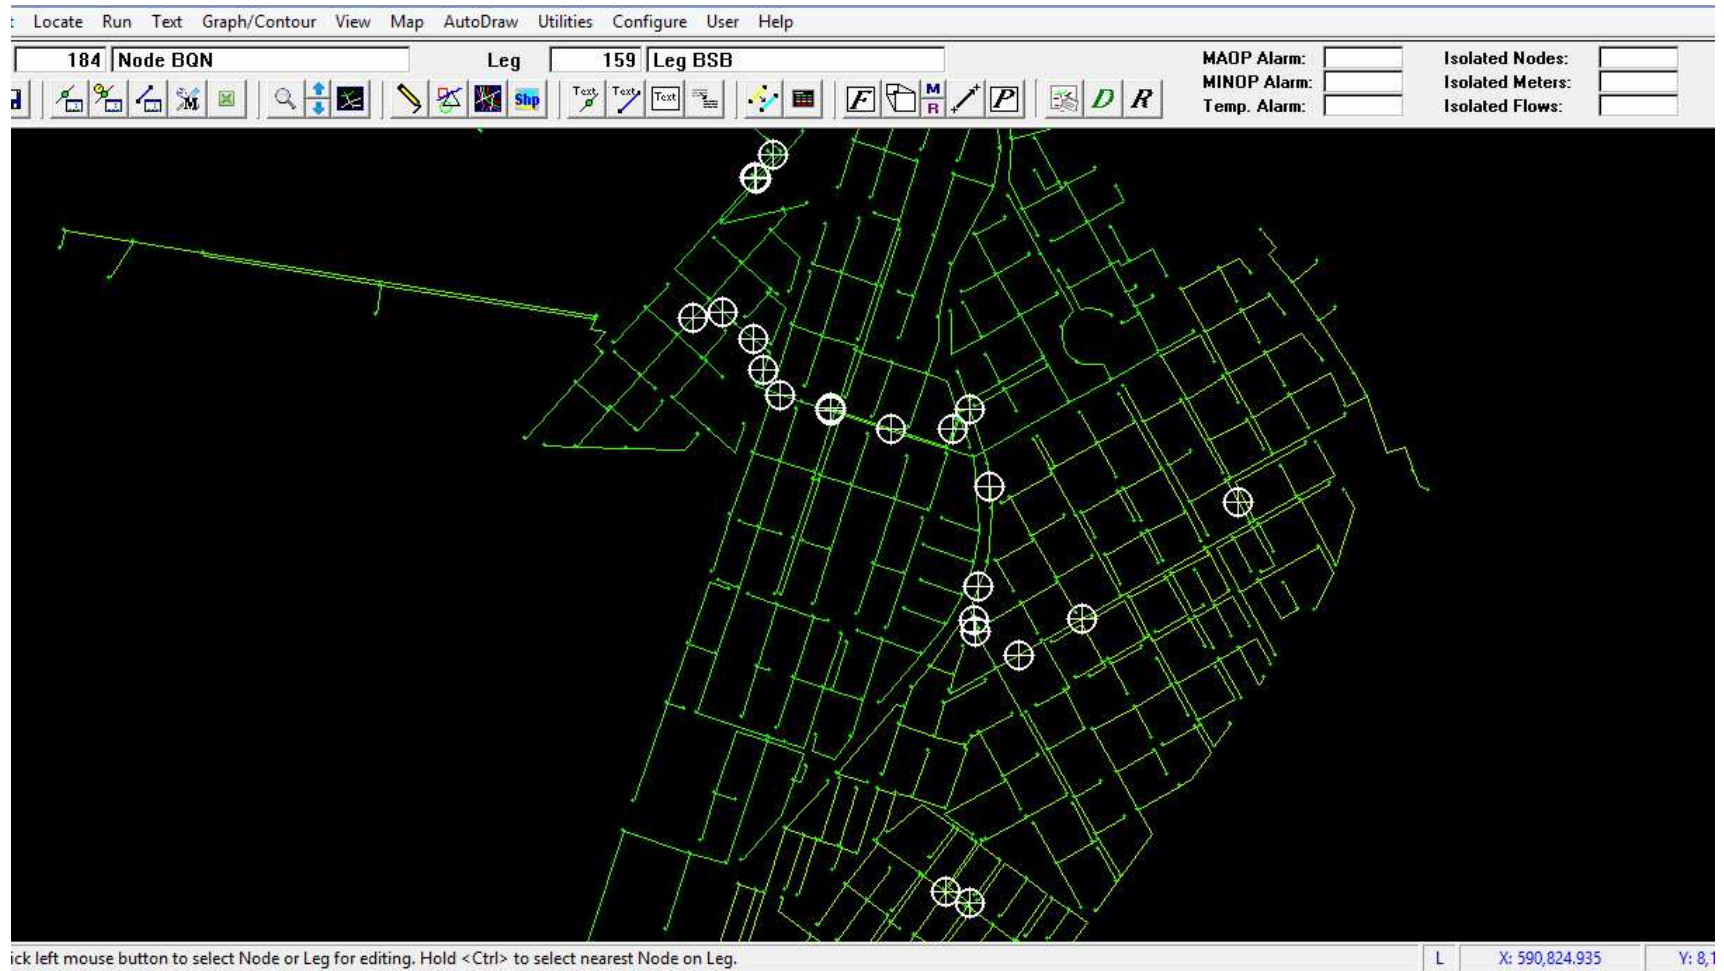 Locate Run Text Graph/Contour View Map AutoDraw Utilities Configure User Help
184 Node BQN Leg 159 Leg BSB
MAOP Alarm: Isolated Nodes:
MINOP Alarm: Isolated Meters:
Temp. Alarm: Isolated Flows:
M Shp Text Text Text F M R P D R
ick left mouse button to select Node or Leg for editing. Hold <Ctrl> to select nearest Node on Leg. L X: 590,824.935 Y: 8,1